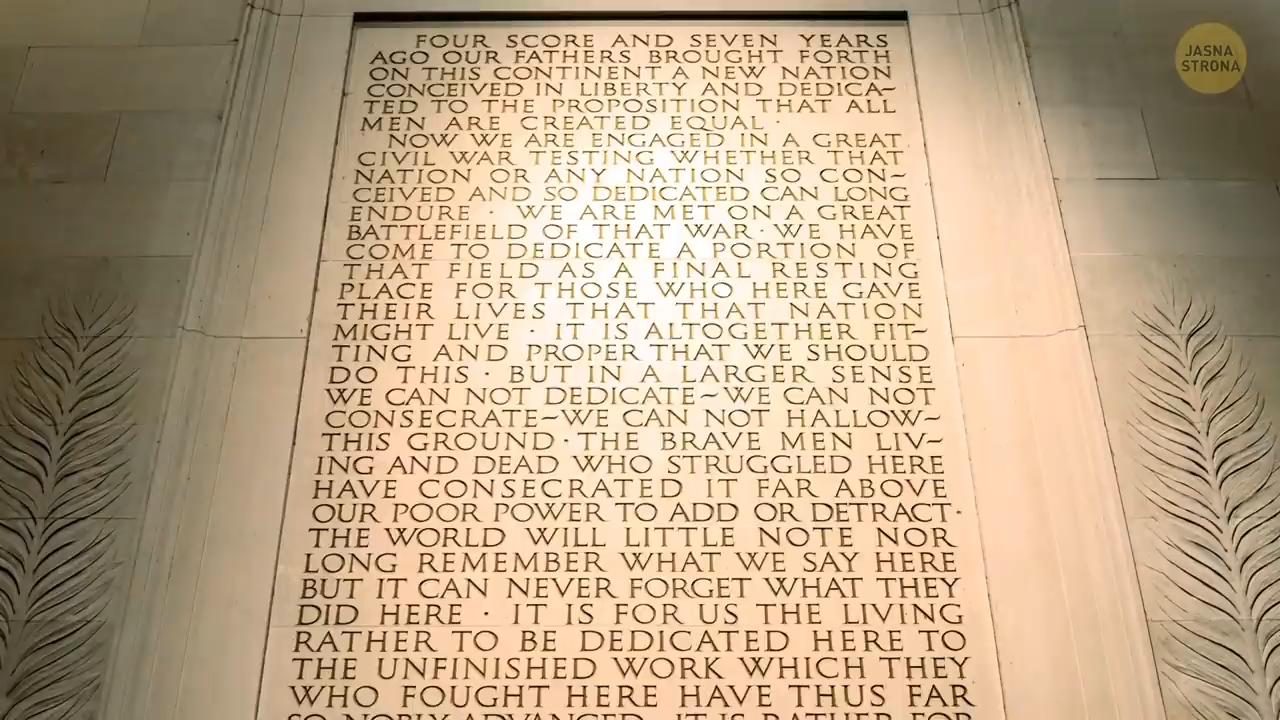 FOUR SCORE AND SEVEN YEARS
AGO OUR FATHERS BROUGHT FORTH
ON THIS CONTINENT A NEW NATION
CONCEIVED IN LIBERTY AND DEDICA~
TED TO THE PROPOSITION THAT ALL
MEN ARE CREATED EQUAL ·
NOW WE ARE ENGAGED IN A GREAT
CIVIL WAR TESTING WHETHER THAT
NATION OR ANY NATION SO CON~
CEIVED AND SO DEDICATED CAN LONG
ENDURE · WE ARE MET ON A GREAT
BATTLEFIELD OF THAT WAR · WE HAVE
COME TO DEDICATE A PORTION OF
THAT FIELD AS A FINAL RESTING
PLACE FOR THOSE WHO HERE GAVE
THEIR LIVES THAT THAT NATION
MIGHT LIVE · IT IS ALTOGETHER FIT~
TING AND PROPER THAT WE SHOULD
DO THIS · BUT IN A LARGER SENSE
WE CAN NOT DEDICATE~WE CAN NOT
CONSECRATE~WE CAN NOT HALLOW~
THIS GROUND · THE BRAVE MEN LIV~
ING AND DEAD WHO STRUGGLED HERE
HAVE CONSECRATED IT FAR ABOVE
OUR POOR POWER TO ADD OR DETRACT ·
THE WORLD WILL LITTLE NOTE NOR
LONG REMEMBER WHAT WE SAY HERE
BUT IT CAN NEVER FORGET WHAT THEY
DID HERE · IT IS FOR US THE LIVING
RATHER TO BE DEDICATED HERE TO
THE UNFINISHED WORK WHICH THEY
WHO FOUGHT HERE HAVE THUS FAR
SO NOBLY ADVANCED · IT IS RATHER FOR
JASNA
STRONA